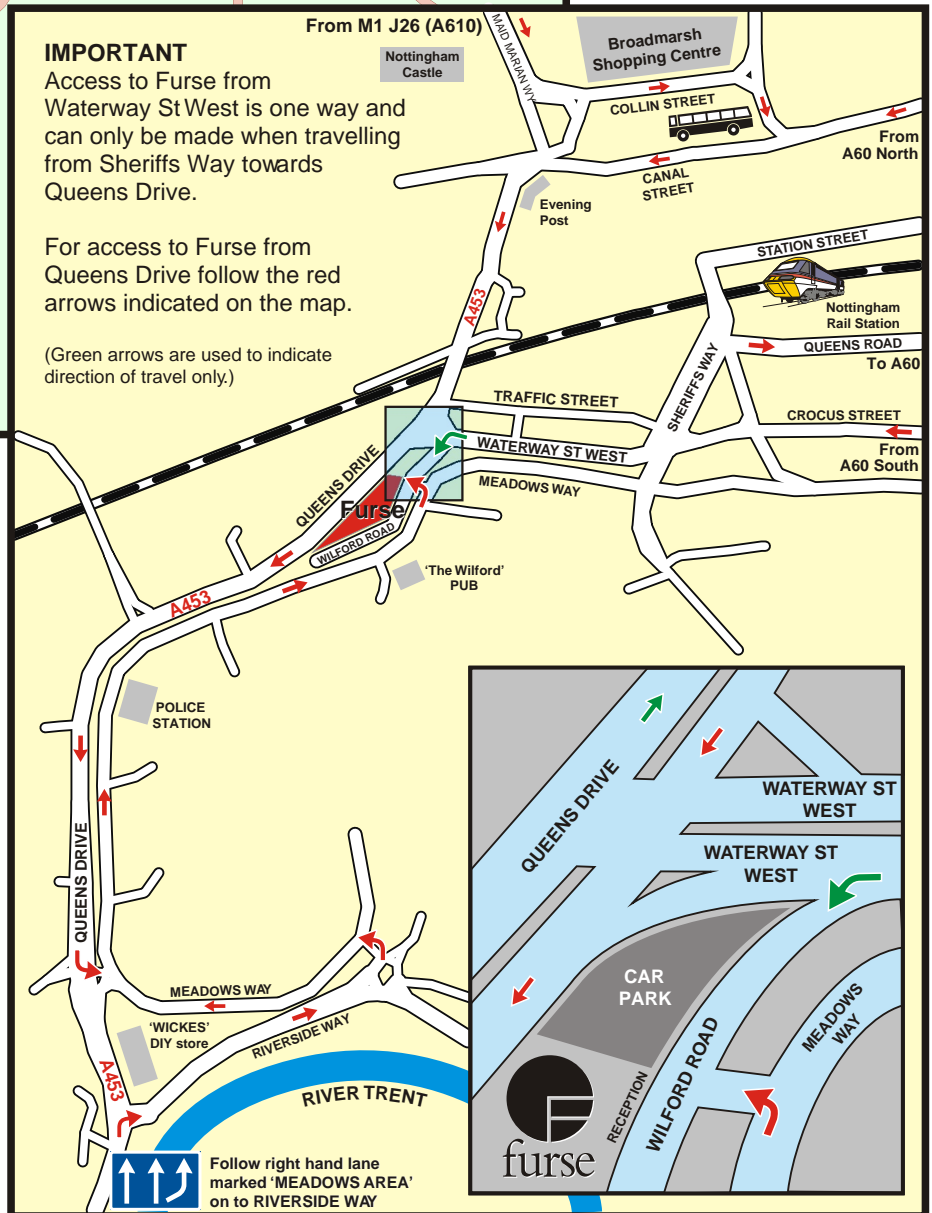 IMPORTANT
Access to Furse from
Waterway St West is one way and
can only be made when travelling
from Sheriffs Way towards
Queens Drive.
For access to Furse from
Queens Drive follow the red
arrows indicated on the map.
(Green arrows are used to indicate
direction of travel only.)
From M1 J26 (A610)
Nottingham
Castle
MAID MARIAN WY
Broadmarsh
Shopping Centre
COLLIN STREET
From
A60 North
CANAL
STREET
Evening
Post
STATION STREET
A453
Nottingham
Rail Station
QUEENS ROAD
To A60
SHERIFFS WAY
TRAFFIC STREET
CROCUS STREET
From
A60 South
WATERWAY ST WEST
MEADOWS WAY
QUEENS DRIVE
Furse
WILFORD ROAD
'The Wilford'
PUB
A453
POLICE
STATION
QUEENS DRIVE
MEADOWS WAY
'WICKES'
DIY store
RIVERSIDE WAY
A453
RIVER TRENT
Follow right hand lane
marked 'MEADOWS AREA'
on to RIVERSIDE WAY
QUEENS DRIVE
WATERWAY ST
WEST
WATERWAY ST
WEST
CAR
PARK
MEADOWS
WAY
WILFORD ROAD
RECEPTION
furse